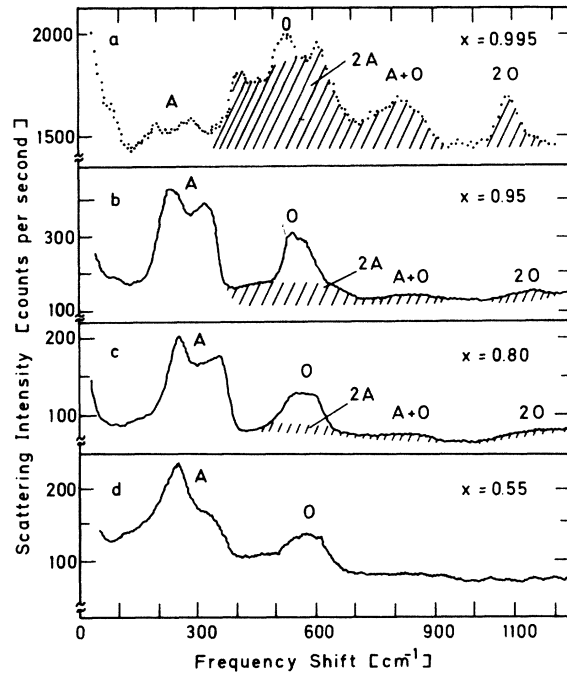 Scattering Intensity [counts per second]
2000
1500
a
O
2A
A
A+O
2O
x = 0.995
300
100
b
A
O
2A
A+O
2O
x = 0.95
200
100
c
A
O
2A
A+O
2O
x = 0.80
200
100
d
A
O
x = 0.55
0 300 600 900 1100
Frequency Shift [cm⁻¹]